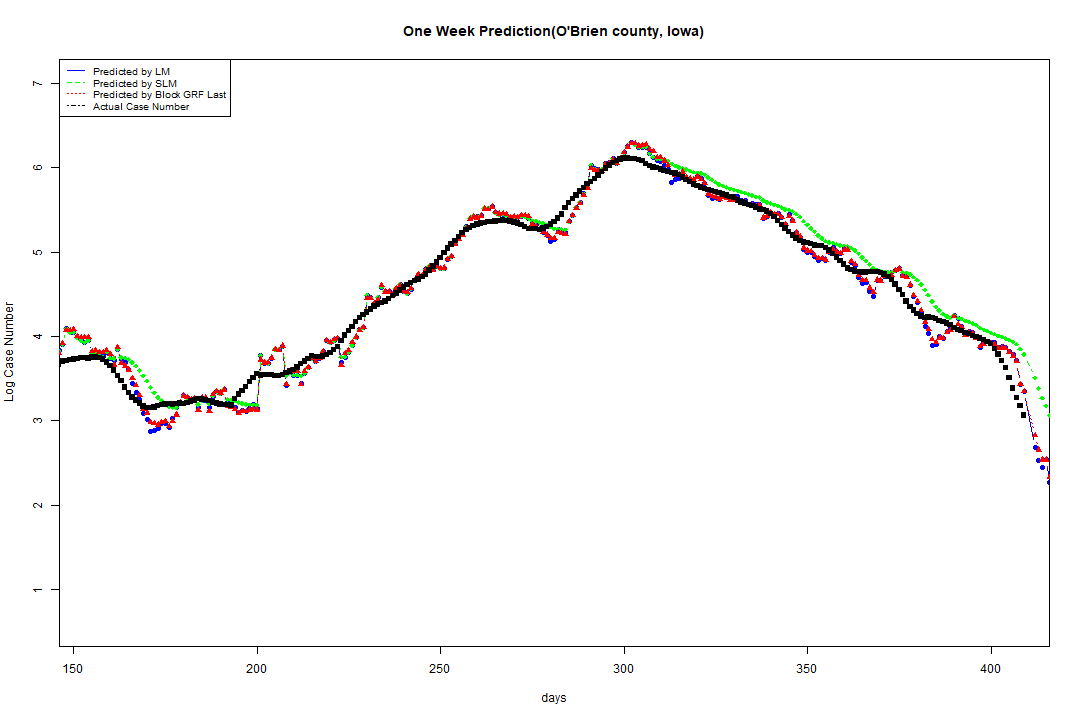 One Week Prediction(O'Brien county, Iowa)
Predicted by LM
Predicted by SLM
Predicted by Block GRF Last
Actual Case Number
7
6
5
4
3
2
1
Log Case Number
150 200 250 300 350 400
days